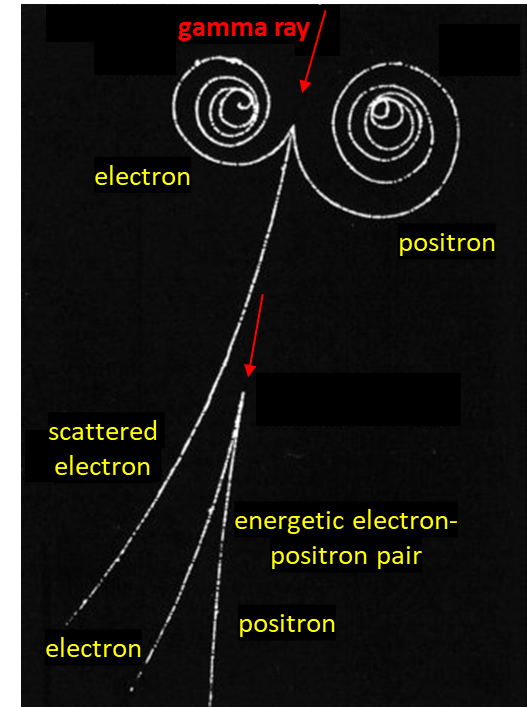 gamma ray
electron
positron
scattered
electron
energetic electron-
positron pair
positron
electron